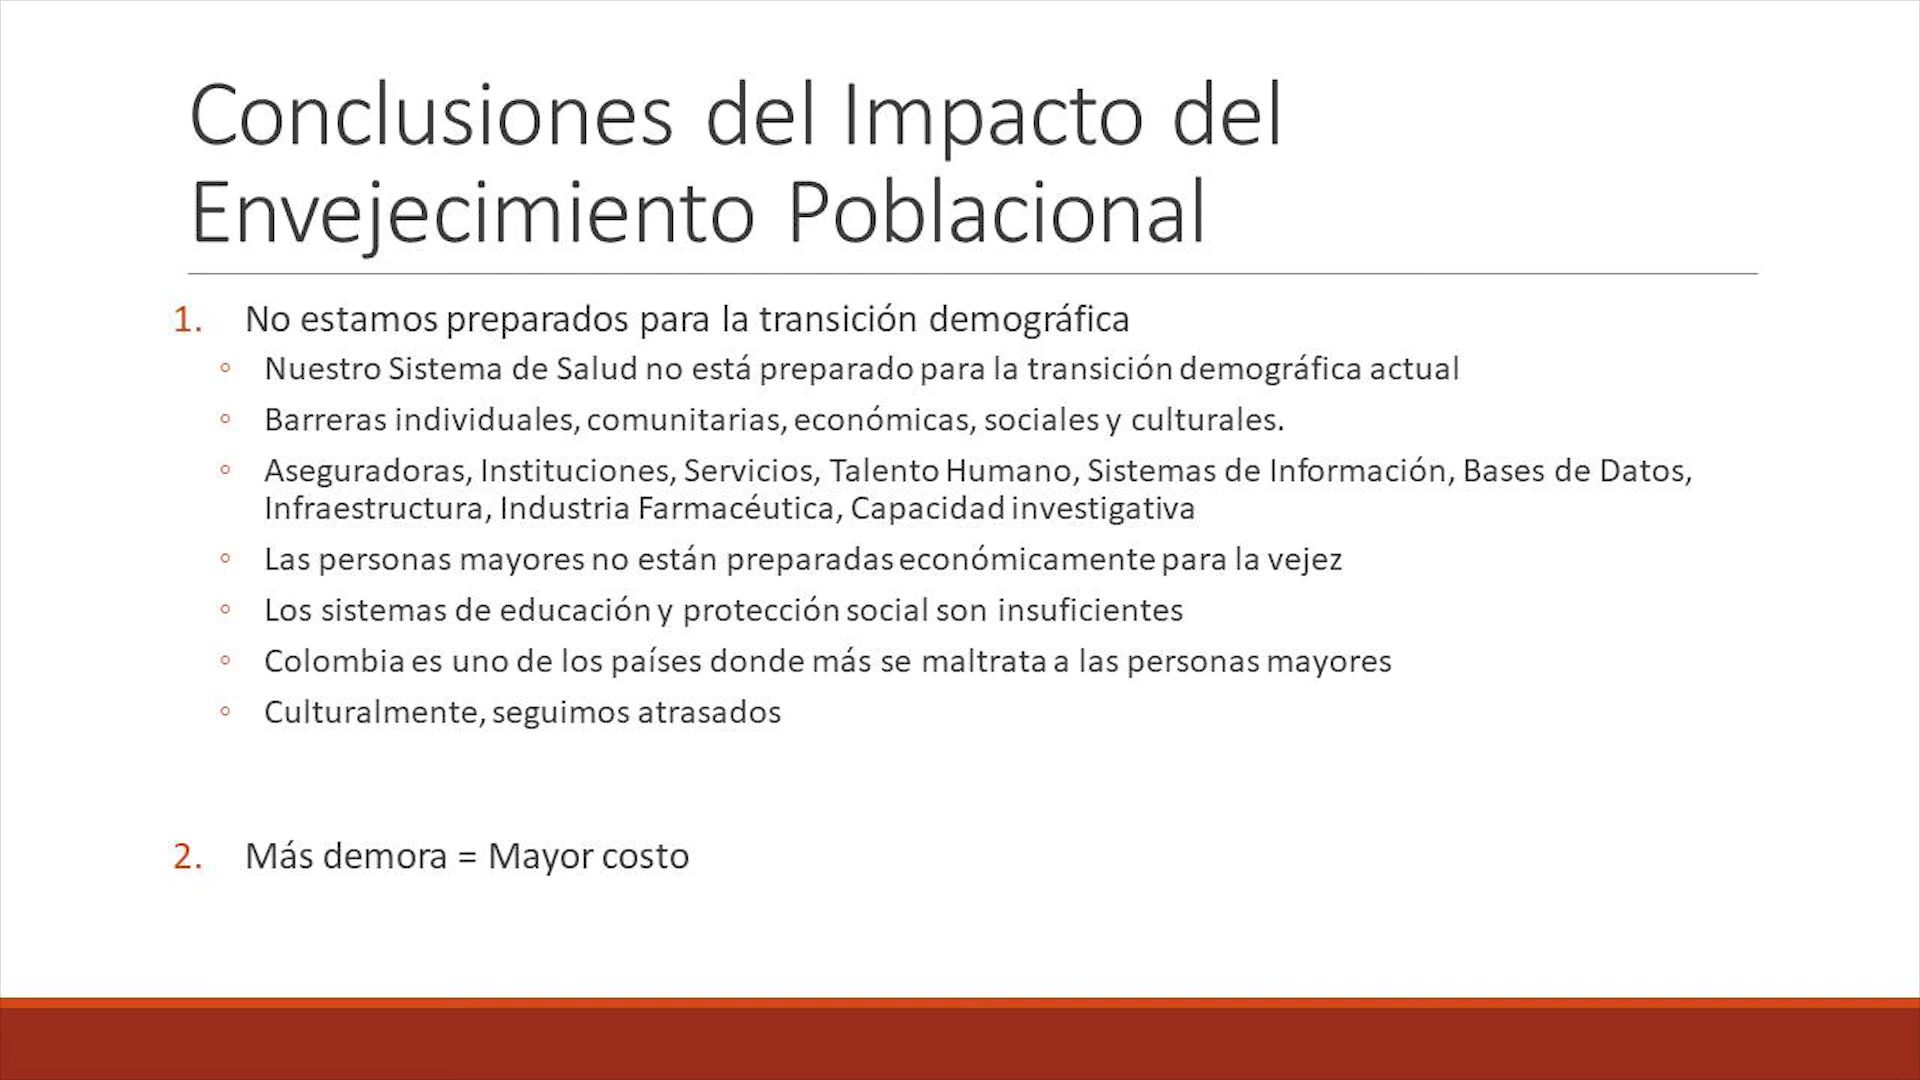 Conclusiones del Impacto del
Envejecimiento Poblacional
1. No estamos preparados para la transición demográfica
◦ Nuestro Sistema de Salud no está preparado para la transición demográfica actual
◦ Barreras individuales, comunitarias, económicas, sociales y culturales.
◦ Aseguradoras, Instituciones, Servicios, Talento Humano, Sistemas de Información, Bases de Datos,
Infraestructura, Industria Farmacéutica, Capacidad investigativa
◦ Las personas mayores no están preparadas económicamente para la vejez
◦ Los sistemas de educación y protección social son insuficientes
◦ Colombia es uno de los países donde más se maltrata a las personas mayores
◦ Culturalmente, seguimos atrasados
2. Más demora = Mayor costo